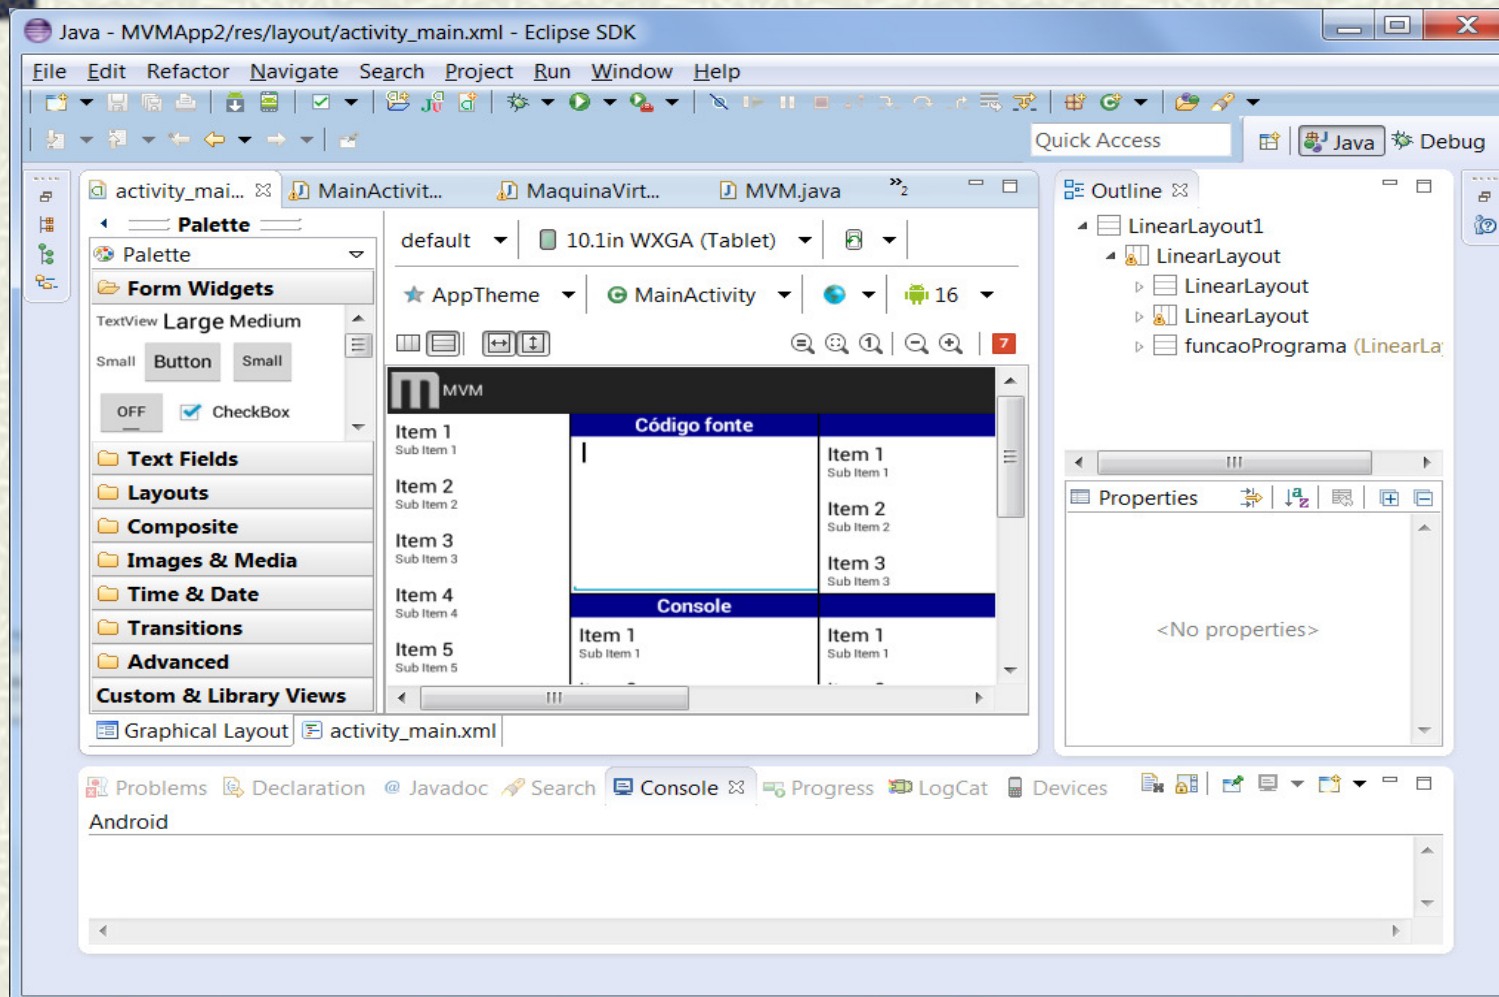 Java - MVMApp2/res/layout/activity_main.xml - Eclipse SDK
File Edit Refactor Navigate Search Project Run Window Help
Quick Access Java Debug
activity_mai... MainActivit... MaquinaVirt... MVM.java »2
Outline
Palette
Palette
Form Widgets
TextView Large Medium
Small Button Small
OFF CheckBox
Text Fields
Layouts
Composite
Images & Media
Time & Date
Transitions
Advanced
Custom & Library Views
default 10.1in WXGA (Tablet)
AppTheme MainActivity 16
7
MVM
Item 1
Sub Item 1
Item 2
Sub Item 2
Item 3
Sub Item 3
Item 4
Sub Item 4
Item 5
Sub Item 5
Código fonte
Console
Item 1
Sub Item 1
Item 1
Sub Item 1
Item 2
Sub Item 2
Item 3
Sub Item 3
Item 1
Sub Item 1
Graphical Layout activity_main.xml
LinearLayout1
LinearLayout
LinearLayout
LinearLayout
funcaoPrograma (LinearLa
Properties
<No properties>
Problems @ Declaration Javadoc Search Console Progress LogCat Devices
Android